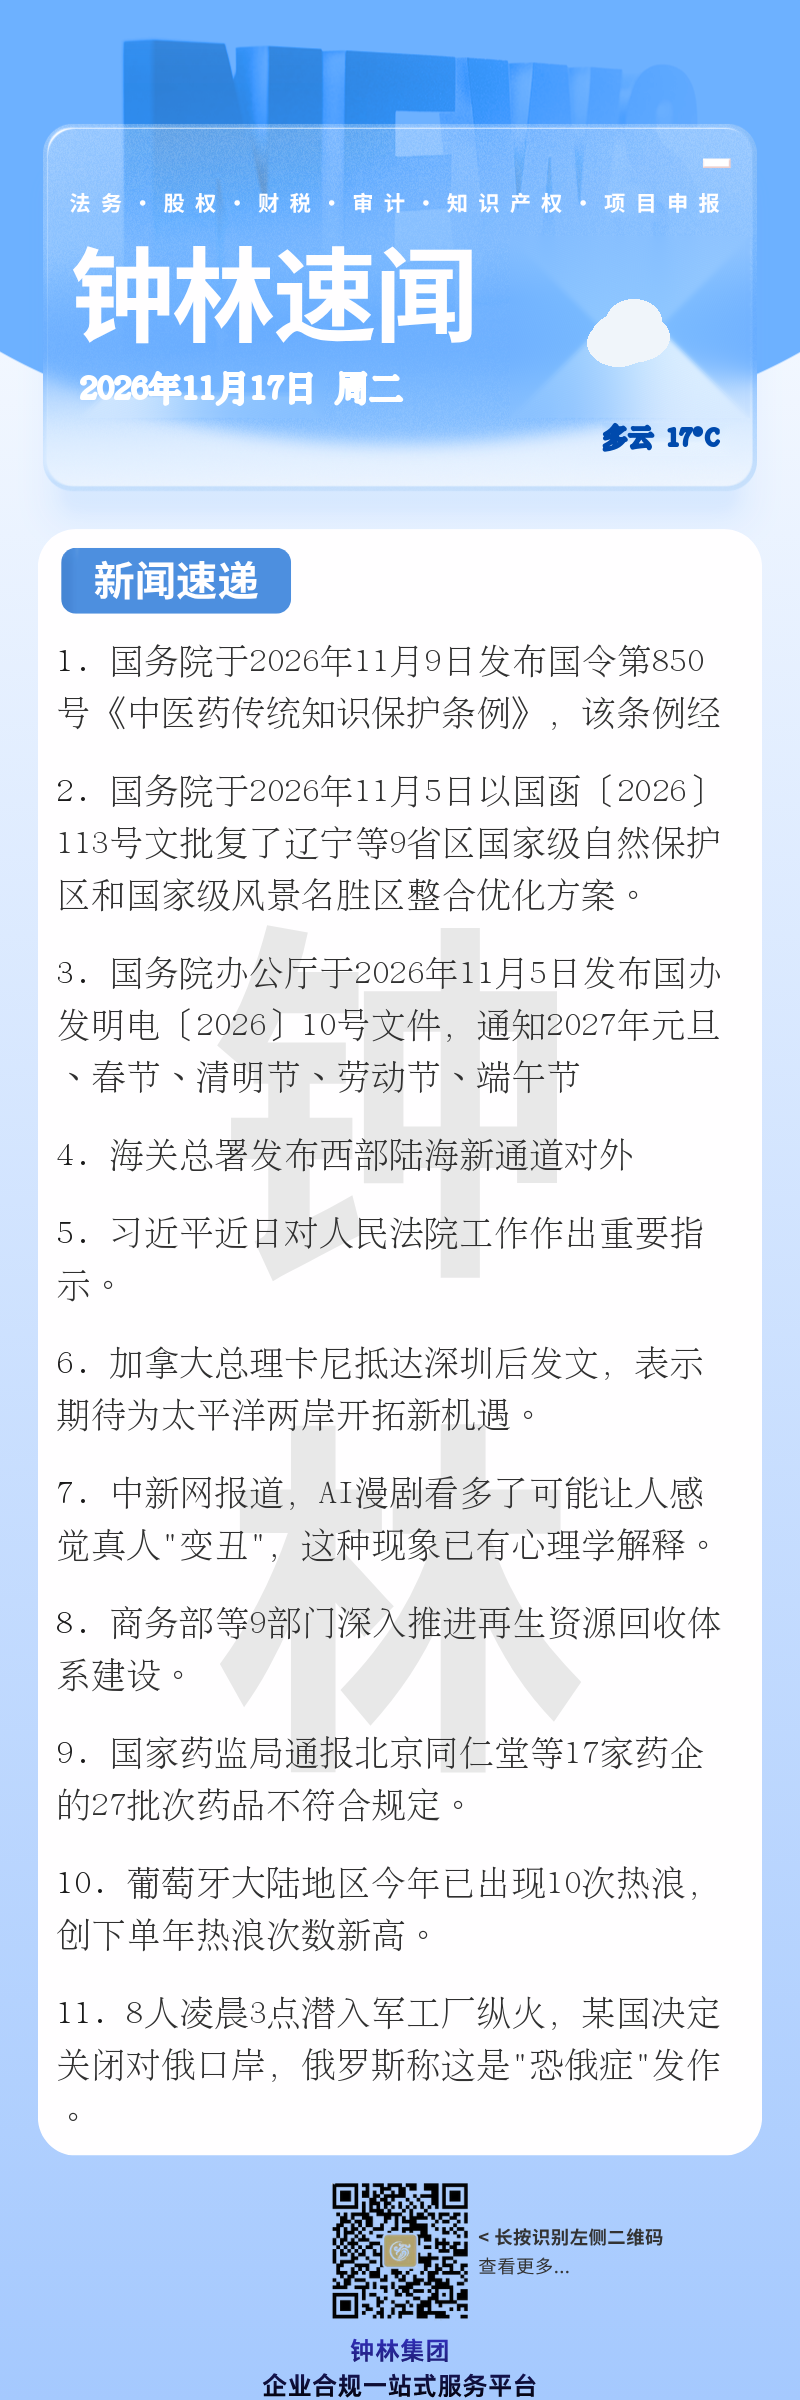 NEWS
法务·股权·财税·审计·知识产权·项目申报
钟林速闻
2026年11月17日 周二
多云 17°C
新闻速递
1. 国务院于2026年11月9日发布国令第850
号《中医药传统知识保护条例》，该条例经
2. 国务院于2026年11月5日以国函〔2026〕
113号文批复了辽宁等9省区国家级自然保护
区和国家级风景名胜区整合优化方案。
3. 国务院办公厅于2026年11月5日发布国办
发明电〔2026〕10号文件，通知2027年元旦
、春节、清明节、劳动节、端午节
4. 海关总署发布西部陆海新通道对外
5. 习近平近日对人民法院工作作出重要指
示。
6. 加拿大总理卡尼抵达深圳后发文，表示
期待为太平洋两岸开拓新机遇。
7. 中新网报道，AI漫剧看多了可能让人感
觉真人"变丑"，这种现象已有心理学解释。
8. 商务部等9部门深入推进再生资源回收体
系建设。
9. 国家药监局通报北京同仁堂等17家药企
的27批次药品不符合规定。
10. 葡萄牙大陆地区今年已出现10次热浪，
创下单年热浪次数新高。
11. 8人凌晨3点潜入军工厂纵火，某国决定
关闭对俄口岸，俄罗斯称这是"恐俄症"发作
。
钟
林
< 长按识别左侧二维码
查看更多...
钟林集团
企业合规一站式服务平台